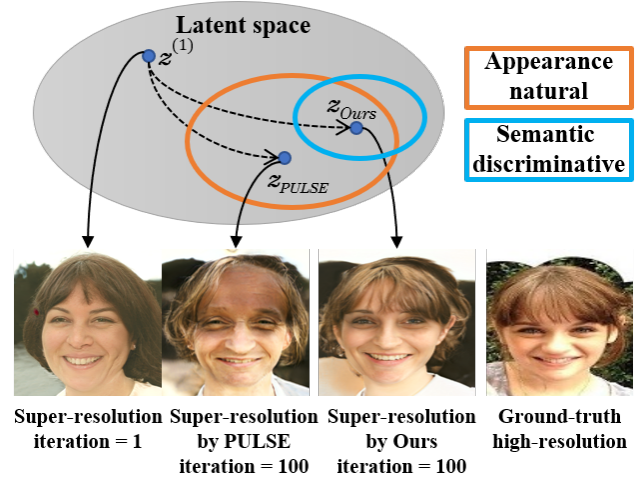 Latent space
z(1)
zOurs
zPULSE
Appearance
natural
Semantic
discriminative
Super-resolution
iteration = 1
Super-resolution
by PULSE
iteration = 100
Super-resolution
by Ours
iteration = 100
Ground-truth
high-resolution